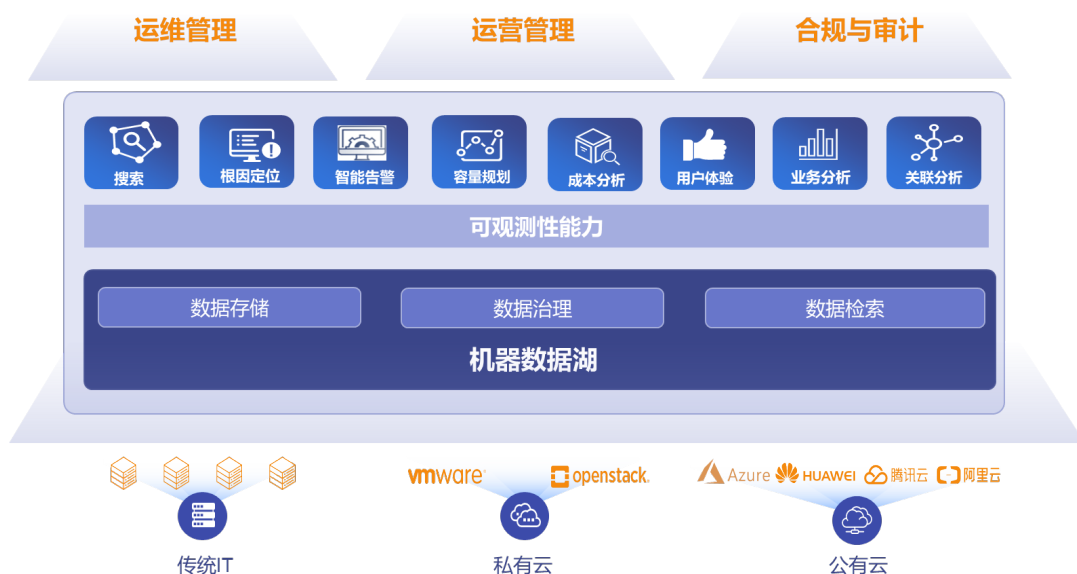 运维管理
运营管理
合规与审计
搜索
根因定位
智能告警
容量规划
成本分析
用户体验
业务分析
关联分析
可观测性能力
数据存储
数据治理
数据检索
机器数据湖
vmware
openstack.
Azure
HUAWEI
腾讯云
阿里云
传统IT
私有云
公有云